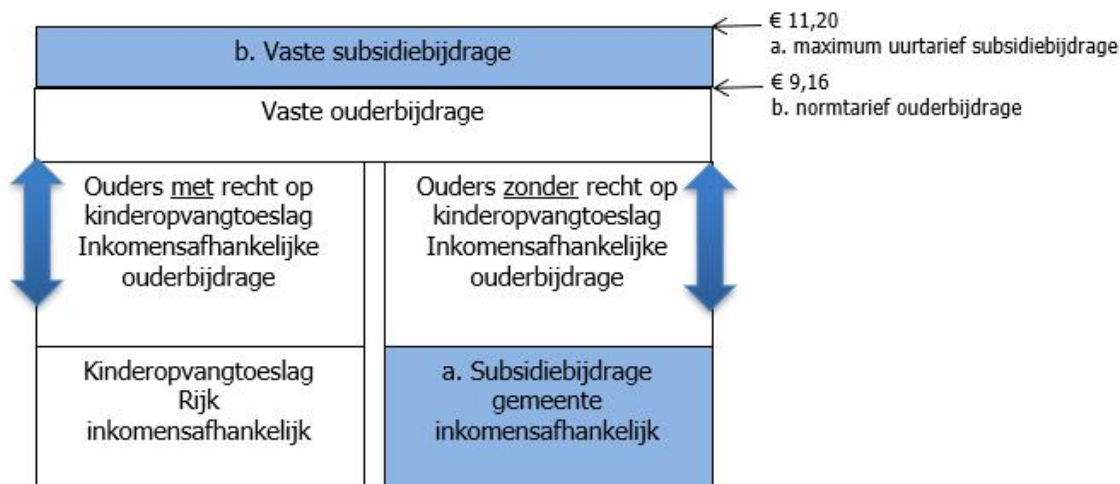 € 11,20
a. maximum uurtarief subsidiebijdrage
b. Vaste subsidiebijdrage
€ 9,16
b. normtarief ouderbijdrage
Vaste ouderbijdrage
Ouders met recht op
kinderopvangtoeslag
Inkomensafhankelijke
ouderbijdrage
Ouders zonder recht op
kinderopvangtoeslag
Inkomensafhankelijke
ouderbijdrage
Kinderopvangtoeslag
Rijk
inkomensafhankelijk
a. Subsidiebijdrage
gemeente
inkomensafhankelijk